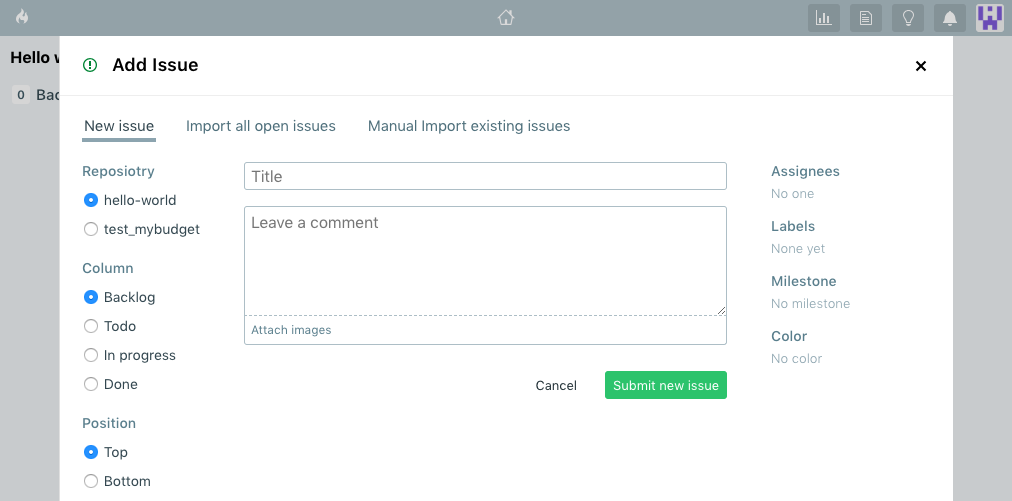 Hello w
0 Bac
Add Issue
New issue
Import all open issues
Manual Import existing issues
Reposiotry
hello-world
test_mybudget
Column
Backlog
Todo
In progress
Done
Position
Top
Bottom
Title
Leave a comment
Attach images
Cancel
Submit new issue
Assignees
No one
Labels
None yet
Milestone
No milestone
Color
No color